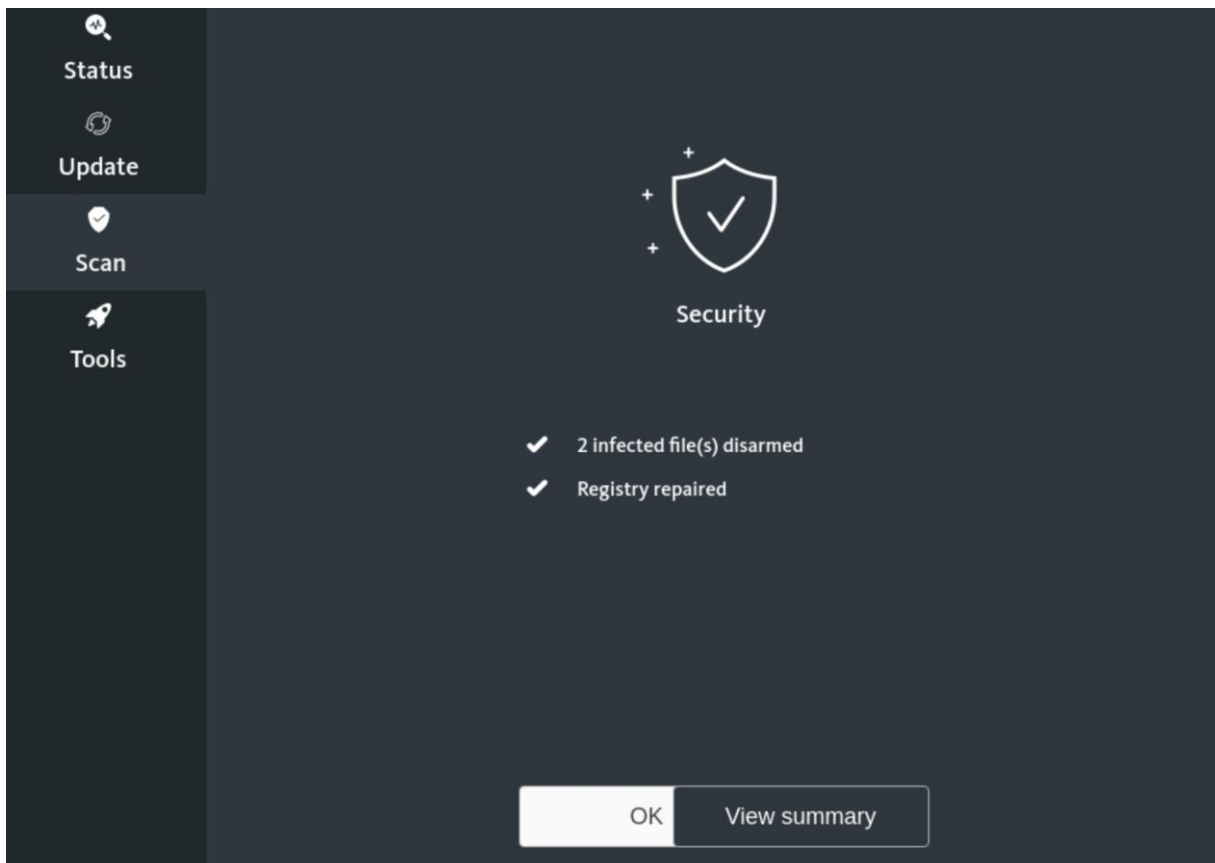 Status
Update
Scan
Tools
Security
2 infected file(s) disarmed
Registry repaired
OK
View summary